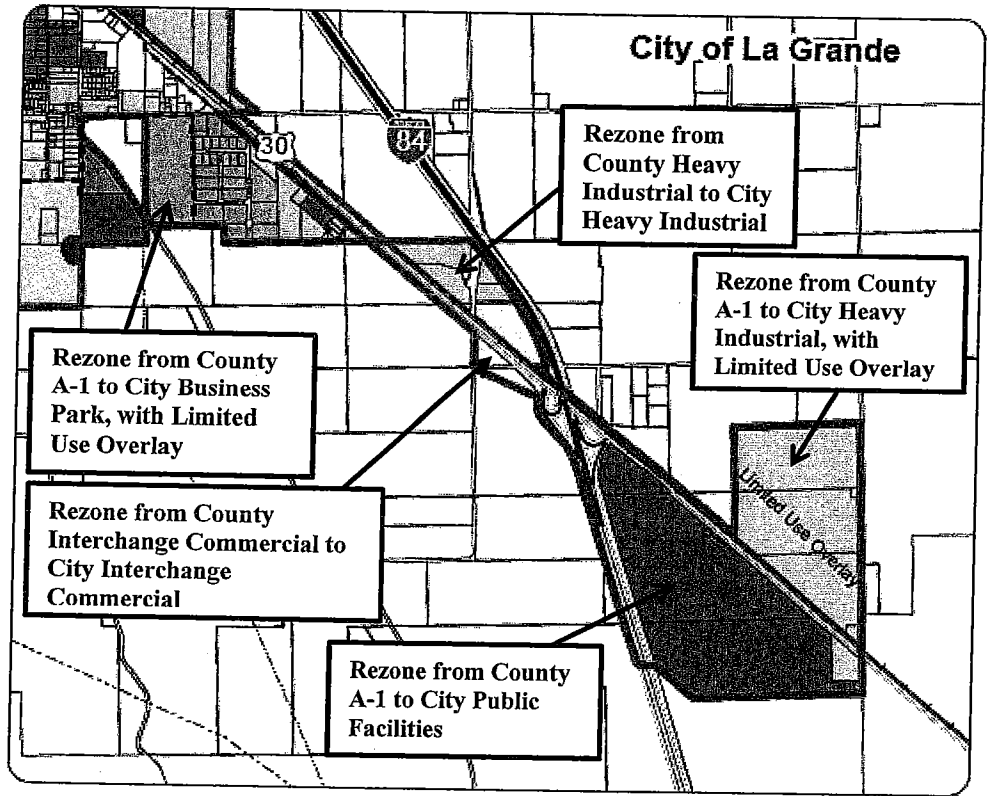 City of La Grande
30
84
Rezone from
County Heavy
Industrial to City
Heavy Industrial
Rezone from County
A-1 to City Heavy
Industrial, with
Limited Use Overlay
Rezone from County
A-1 to City Business
Park, with Limited
Use Overlay
Rezone from County
Interchange Commercial to
City Interchange
Commercial
Limited Use Overlay
Rezone from County
A-1 to City Public
Facilities